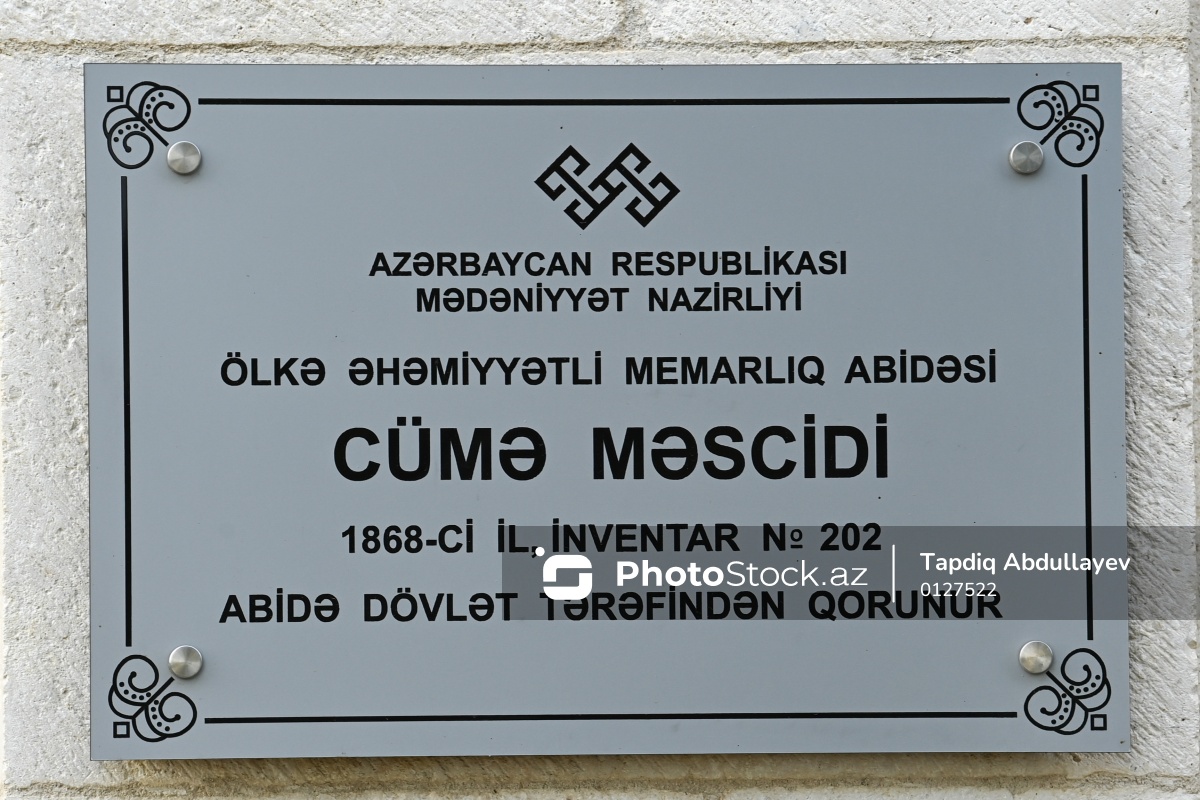 AZƏRBAYCAN RESPUBLİKASI
MƏDƏNİYYƏT NAZİRLİYİ
ÖLKƏ ƏHƏMİYYƏTLİ MEMARLIQ ABİDƏSİ
CÜMƏ MƏSCİDİ
1868-Cİ İL, İNVENTAR № 202
PhotoStock.az
Tapdiq Abdullayev
0127522
ABİDƏ DÖVLƏT TƏRƏFİNDƏN QORUNUR